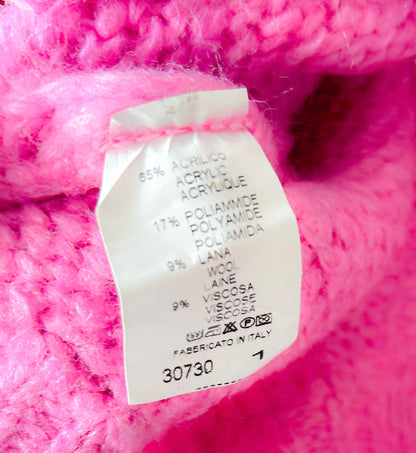 65% ACRILICO
ACRYLIC
ACRYLIQUE
17% POLIAMMIDE
POLYAMIDE
POLIAMIDA
9% LANA
WOOL
LAINE
9% VISCOSA
VISCOSE
VISCOSA
FABBRICATO IN ITALY
30730 1